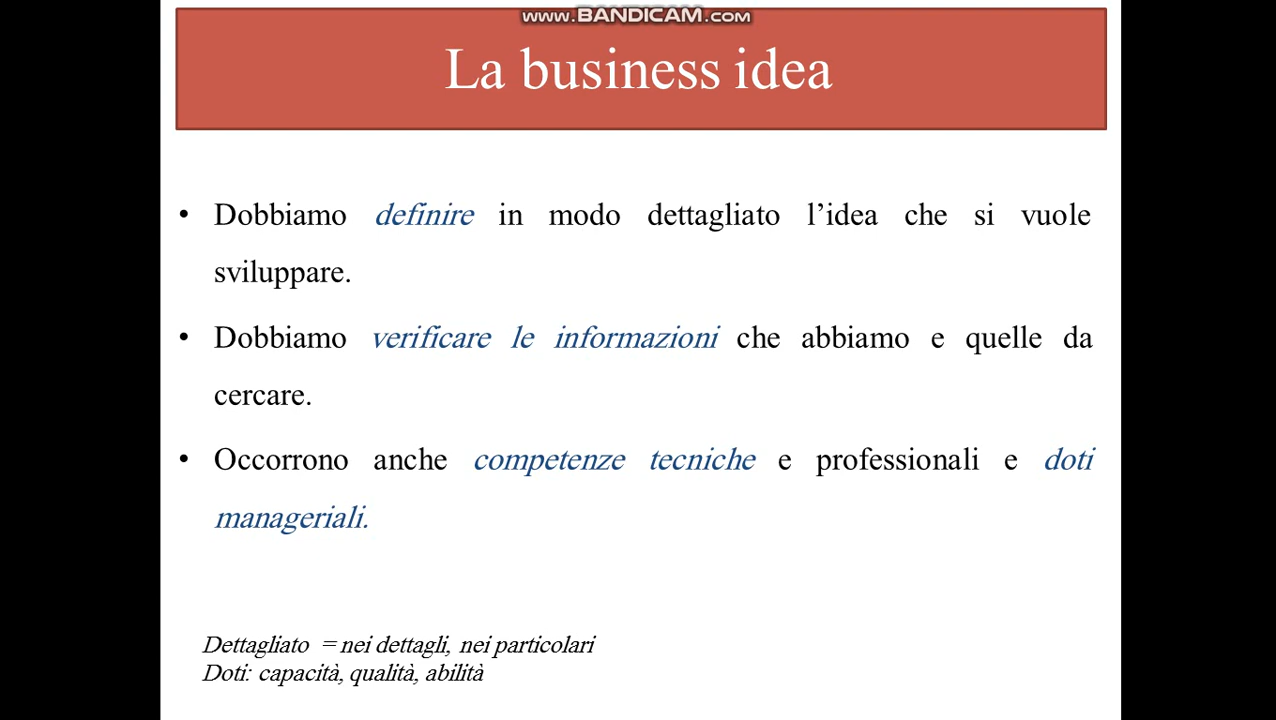 www.BANDICAM.com
La business idea
• Dobbiamo definire in modo dettagliato l’idea che si vuole
sviluppare.
• Dobbiamo verificare le informazioni che abbiamo e quelle da
cercare.
• Occorrono anche competenze tecniche e professionali e doti
manageriali.
Dettagliato = nei dettagli, nei particolari
Doti: capacità, qualità, abilità